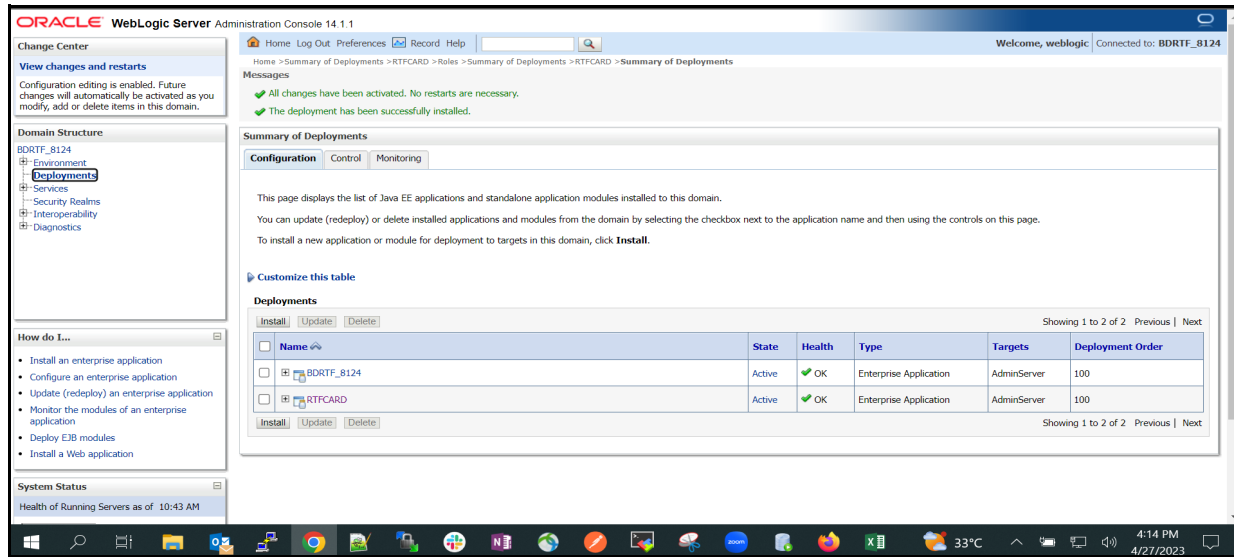 ORACLE WebLogic Server Administration Console 14.1.1
Change Center
View changes and restarts
Configuration editing is enabled. Future
changes will automatically be activated as you
modify, add or delete items in this domain.
Domain Structure
BDRTF_8124
Environment
Deployments
Services
Security Realms
Interoperability
Diagnostics
How do I...
Install an enterprise application
Configure an enterprise application
Update (redeploy) an enterprise application
Monitor the modules of an enterprise
application
Deploy EJB modules
Install a Web application
System Status
Health of Running Servers as of 10:43 AM
Home Log Out Preferences Record Help
Welcome, weblogic Connected to: BDRTF_8124
Home >Summary of Deployments >RTFCARD >Roles >Summary of Deployments >RTFCARD >Summary of Deployments
Messages
All changes have been activated. No restarts are necessary.
The deployment has been successfully installed.
Summary of Deployments
Configuration Control Monitoring
This page displays the list of Java EE applications and standalone application modules installed to this domain.
You can update (redeploy) or delete installed applications and modules from the domain by selecting the checkbox next to the application name and then using the controls on this page.
To install a new application or module for deployment to targets in this domain, click Install.
Customize this table
Deployments
Install Update Delete Showing 1 to 2 of 2 Previous | Next
Name State Health Type Targets Deployment Order
BDRTF_8124 Active OK Enterprise Application AdminServer 100
RTFCARD Active OK Enterprise Application AdminServer 100
Install Update Delete Showing 1 to 2 of 2 Previous | Next
zoom
33°C
4:14 PM
4/27/2023